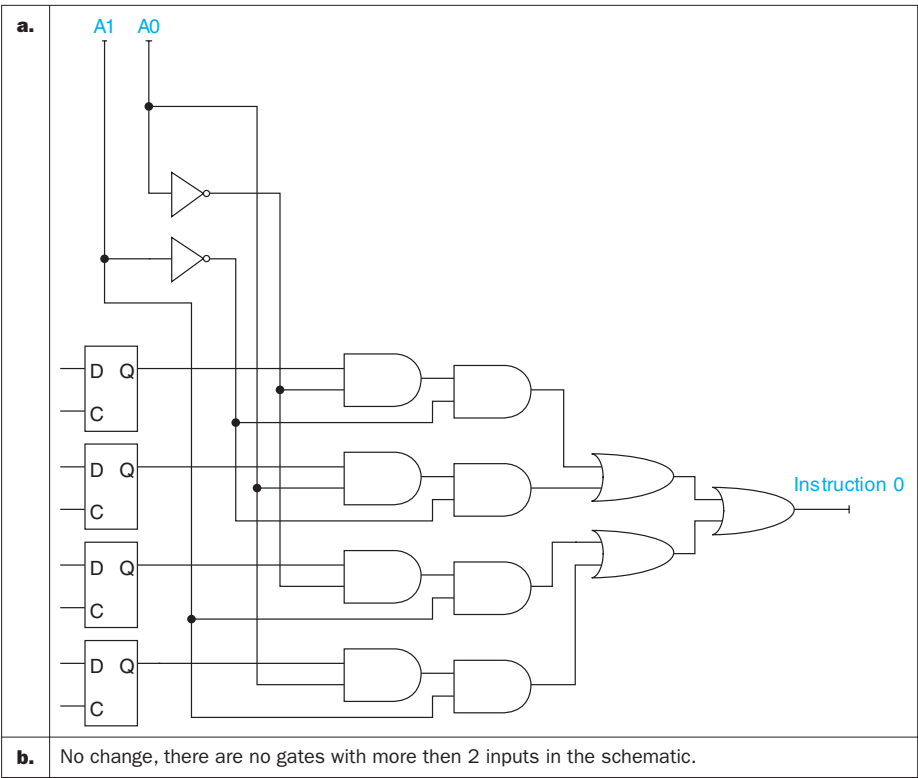 a.
A1 A0
D Q
C
D Q
C
Instruction 0
D Q
C
D Q
C
b. No change, there are no gates with more then 2 inputs in the schematic.